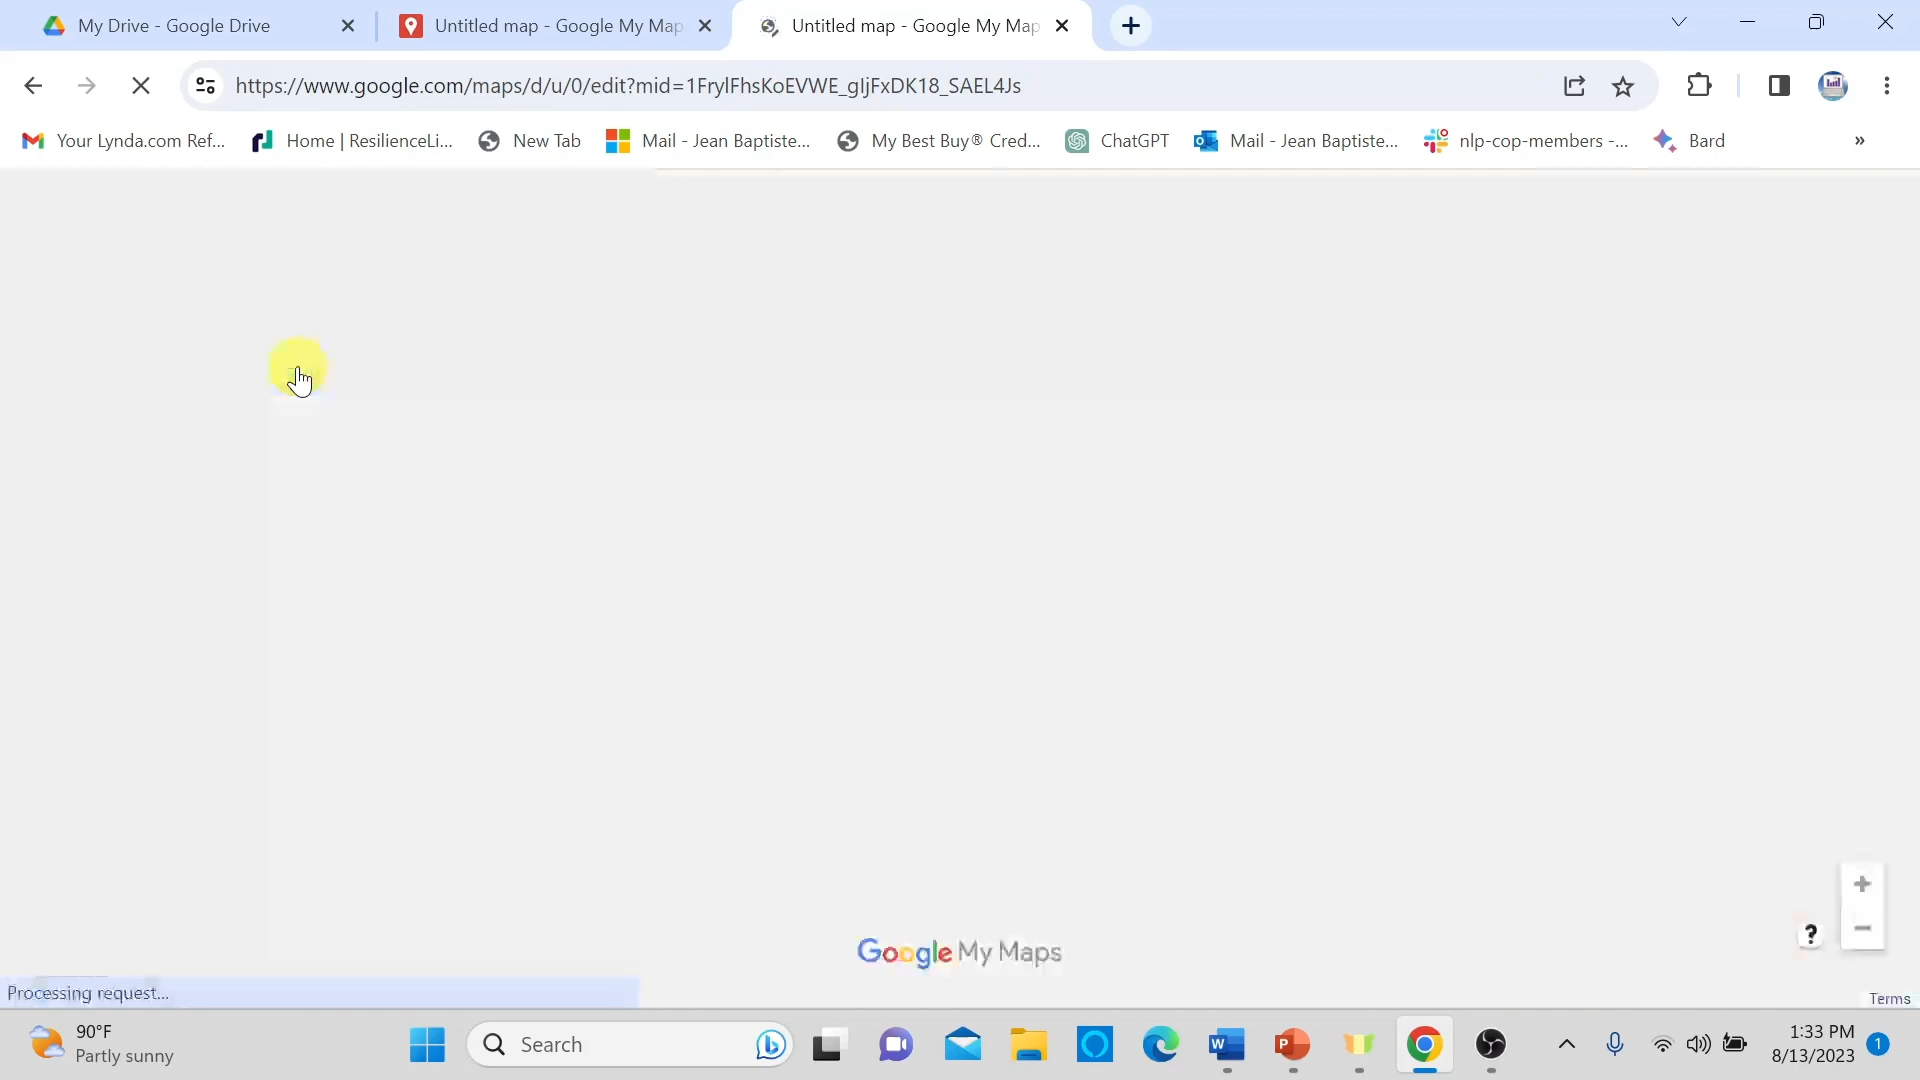 My Drive - Google Drive
Untitled map - Google My Map
Untitled map - Google My Map
https://www.google.com/maps/d/u/0/edit?mid=1FrylFhsKoEVWE_gljFxDK18_SAEL4Js
Your Lynda.com Ref...
Home | ResilienceLi...
New Tab
Mail - Jean Baptiste...
My Best Buy® Cred...
ChatGPT
Mail - Jean Baptiste...
nlp-cop-members -...
Bard
»
?
Google My Maps
Processing request...
Terms
90°F
Partly sunny
Search
1:33 PM
8/13/2023
1